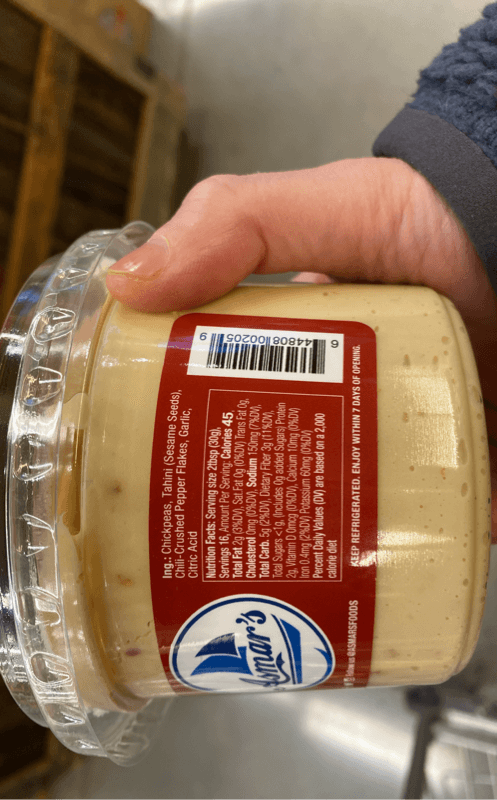 Ing.: Chickpeas, Tahini (Sesame Seeds),
Chili-Crushed Pepper Flakes, Garlic,
Citric Acid
Nutrition Facts: Serving size 2tbsp (30g),
Servings 16, Amount Per Serving: Calories 45,
Total Fat 2g (3%DV), Sat. Fat 0g (0%DV), Trans Fat 0g,
Cholesterol 0mg (0%DV), Sodium 150mg (7%DV),
Total Carb. 5g (2%DV), Dietary Fiber 3g (11%DV),
Total Sugars <1g, (Includes 0g added Sugars) Protein
2g, Vitamin D 0mcg (0%DV), Calcium 10mg (0%DV)
Iron 0.4mg (2%DV) Potassium 60mg (0%DV)
Percent Daily Values (DV) are based on a 2,000
calorie diet
6 44808 00205 9
Asmar's
KEEP REFRIGERATED. ENJOY WITHIN 7 DAYS OF OPENING.
follow us @ASMARSFOODS